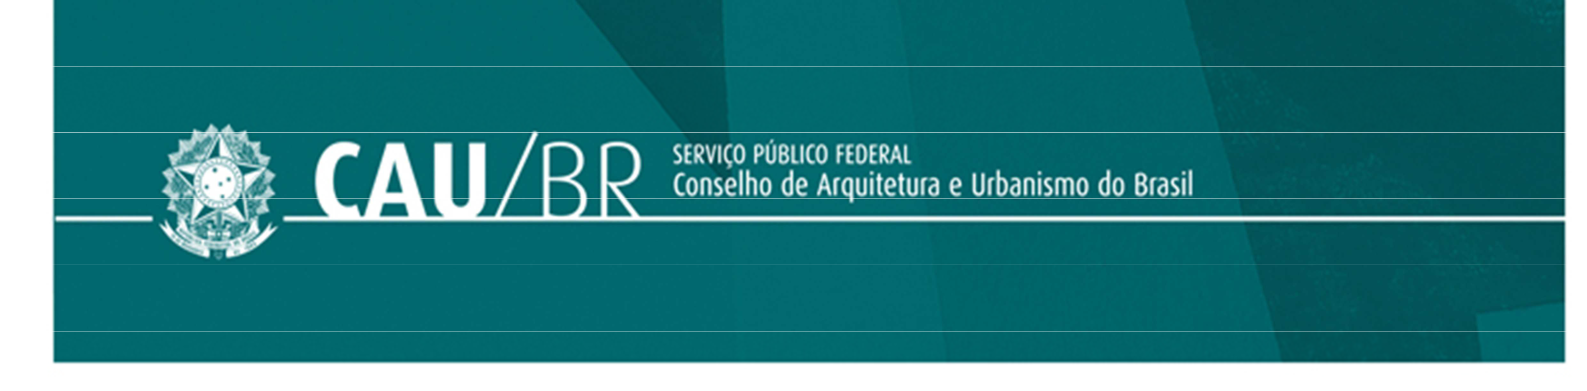 CAU/BR
SERVIÇO PÚBLICO FEDERAL
Conselho de Arquitetura e Urbanismo do Brasil